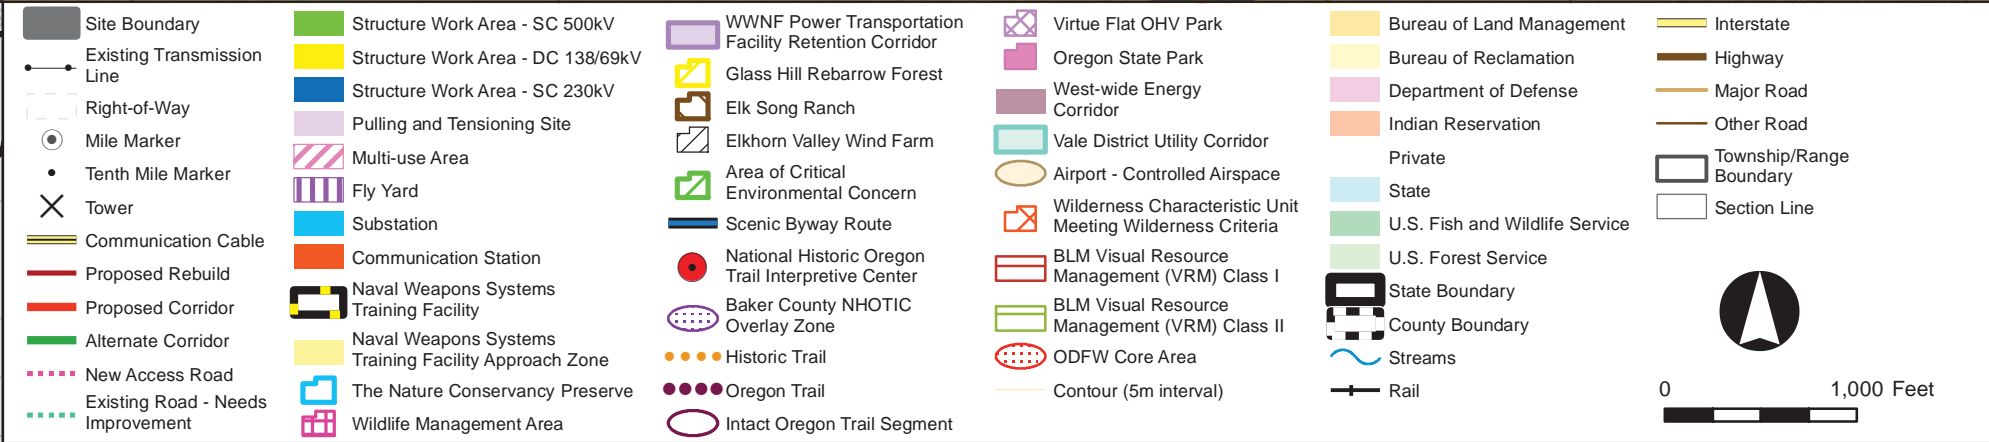 Site Boundary
Existing Transmission
Line
Right-of-Way
Mile Marker
Tenth Mile Marker
Tower
Communication Cable
Proposed Rebuild
Proposed Corridor
Alternate Corridor
New Access Road
Existing Road - Needs
Improvement
Structure Work Area - SC 500kV
Structure Work Area - DC 138/69kV
Structure Work Area - SC 230kV
Pulling and Tensioning Site
Multi-use Area
Fly Yard
Substation
Communication Station
Naval Weapons Systems
Training Facility
Naval Weapons Systems
Training Facility Approach Zone
The Nature Conservancy Preserve
Wildlife Management Area
WWNF Power Transportation
Facility Retention Corridor
Glass Hill Rebarrow Forest
Elk Song Ranch
Elkhorn Valley Wind Farm
Area of Critical
Environmental Concern
Scenic Byway Route
National Historic Oregon
Trail Interpretive Center
Baker County NHOTIC
Overlay Zone
Historic Trail
Oregon Trail
Intact Oregon Trail Segment
Virtue Flat OHV Park
Oregon State Park
West-wide Energy
Corridor
Vale District Utility Corridor
Airport - Controlled Airspace
Wilderness Characteristic Unit
Meeting Wilderness Criteria
BLM Visual Resource
Management (VRM) Class I
BLM Visual Resource
Management (VRM) Class II
ODFW Core Area
Contour (5m interval)
Bureau of Land Management
Bureau of Reclamation
Department of Defense
Indian Reservation
Private
State
U.S. Fish and Wildlife Service
U.S. Forest Service
State Boundary
County Boundary
Streams
Rail
Interstate
Highway
Major Road
Other Road
Township/Range
Boundary
Section Line
0 1,000 Feet